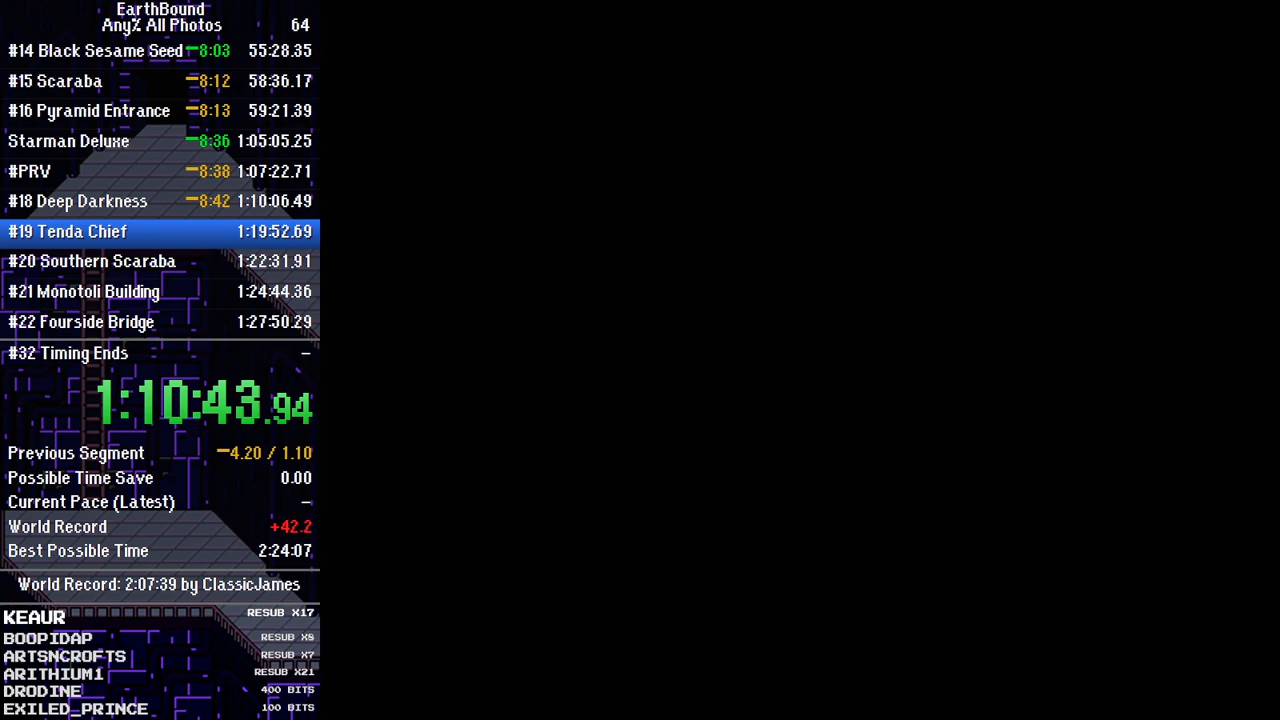 EarthBound
Any% All Photos 64
#14 Black Sesame Seed −8:03 55:28.35
#15 Scaraba −8:12 58:36.17
#16 Pyramid Entrance −8:13 59:21.39
Starman Deluxe −8:36 1:05:05.25
#PRV −8:38 1:07:22.71
#18 Deep Darkness −8:42 1:10:06.49
#19 Tenda Chief 1:19:52.69
#20 Southern Scaraba 1:22:31.91
#21 Monotoli Building 1:24:44.36
#22 Fourside Bridge 1:27:50.29
#32 Timing Ends −
1:10:43.94
Previous Segment −4.20 / 1.10
Possible Time Save 0.00
Current Pace (Latest) −
World Record +42.2
Best Possible Time 2:24:07
World Record: 2:07:39 by ClassicJames
KEAUR RESUB X17
BOOPIDAP RESUB X8
ARTSNCROFTS RESUB X7
ARITHIUM1 RESUB X21
DRODINE 400 BITS
EXILED_PRINCE 100 BITS